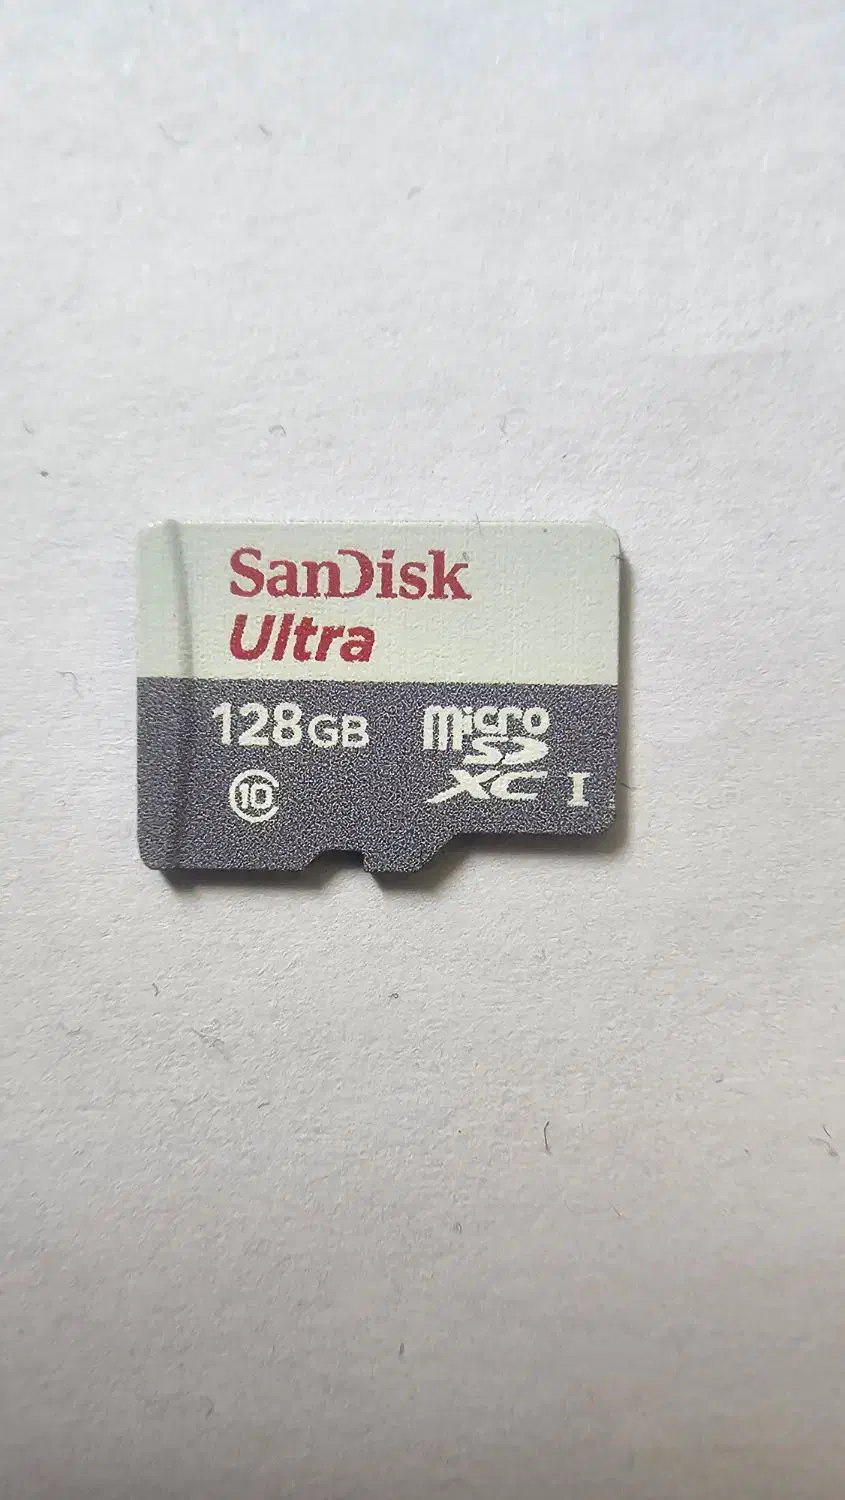 SanDisk
Ultra
128GB
micro
SD
XC I
10